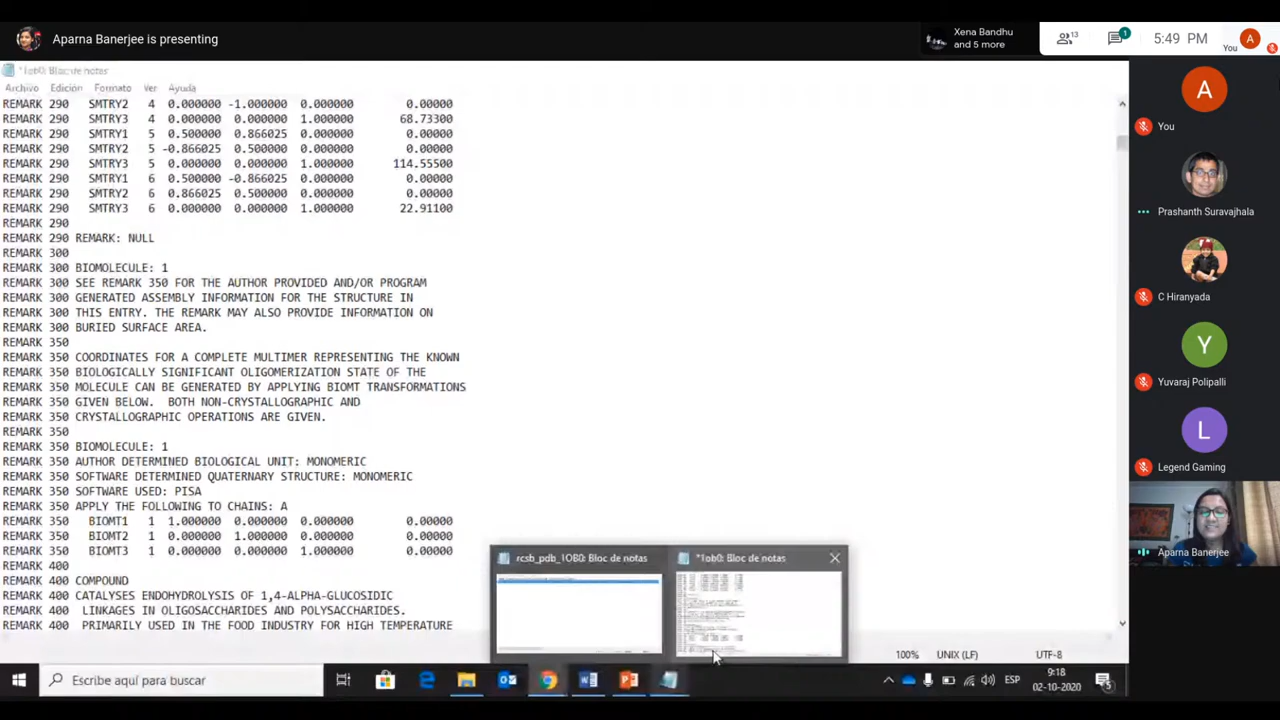 Aparna Banerjee is presenting
Xena Bandhu
and 5 more
13
1
5:49 PM
A
You
*1ob0: Bloc de notas
Archivo Edición Formato Ver Ayuda
REMARK 290 SMTRY2 4 0.000000 -1.000000 0.000000 0.00000
REMARK 290 SMTRY3 4 0.000000 0.000000 1.000000 68.73300
REMARK 290 SMTRY1 5 0.500000 0.866025 0.000000 0.00000
REMARK 290 SMTRY2 5 -0.866025 0.500000 0.000000 0.00000
REMARK 290 SMTRY3 5 0.000000 0.000000 1.000000 114.55500
REMARK 290 SMTRY1 6 0.500000 -0.866025 0.000000 0.00000
REMARK 290 SMTRY2 6 0.866025 0.500000 0.000000 0.00000
REMARK 290 SMTRY3 6 0.000000 0.000000 1.000000 22.91100
REMARK 290
REMARK 290 REMARK: NULL
REMARK 300
REMARK 300 BIOMOLECULE: 1
REMARK 300 SEE REMARK 350 FOR THE AUTHOR PROVIDED AND/OR PROGRAM
REMARK 300 GENERATED ASSEMBLY INFORMATION FOR THE STRUCTURE IN
REMARK 300 THIS ENTRY. THE REMARK MAY ALSO PROVIDE INFORMATION ON
REMARK 300 BURIED SURFACE AREA.
REMARK 350
REMARK 350 COORDINATES FOR A COMPLETE MULTIMER REPRESENTING THE KNOWN
REMARK 350 BIOLOGICALLY SIGNIFICANT OLIGOMERIZATION STATE OF THE
REMARK 350 MOLECULE CAN BE GENERATED BY APPLYING BIOMT TRANSFORMATIONS
REMARK 350 GIVEN BELOW. BOTH NON-CRYSTALLOGRAPHIC AND
REMARK 350 CRYSTALLOGRAPHIC OPERATIONS ARE GIVEN.
REMARK 350
REMARK 350 BIOMOLECULE: 1
REMARK 350 AUTHOR DETERMINED BIOLOGICAL UNIT: MONOMERIC
REMARK 350 SOFTWARE DETERMINED QUATERNARY STRUCTURE: MONOMERIC
REMARK 350 SOFTWARE USED: PISA
REMARK 350 APPLY THE FOLLOWING TO CHAINS: A
REMARK 350 BIOMT1 1 1.000000 0.000000 0.000000 0.00000
REMARK 350 BIOMT2 1 0.000000 1.000000 0.000000 0.00000
REMARK 350 BIOMT3 1 0.000000 0.000000 1.000000 0.00000
REMARK 400
REMARK 400 COMPOUND
REMARK 400 CATALYSES ENDOHYDROLYSIS OF 1,4-ALPHA-GLUCOSIDIC
REMARK 400 LINKAGES IN OLIGOSACCHARIDES AND POLYSACCHARIDES.
REMARK 400 PRIMARILY USED IN THE FOOD INDUSTRY FOR HIGH TEMPERATURE
rcsb_pdb_1OB0: Bloc de notas
*1ob0: Bloc de notas
100% UNIX (LF) UTF-8
Escribe aquí para buscar
ESP
9:18
02-10-2020
5
A
You
Prashanth Suravajhala
C Hiranyada
Y
Yuvaraj Polipalli
L
Legend Gaming
Aparna Banerjee